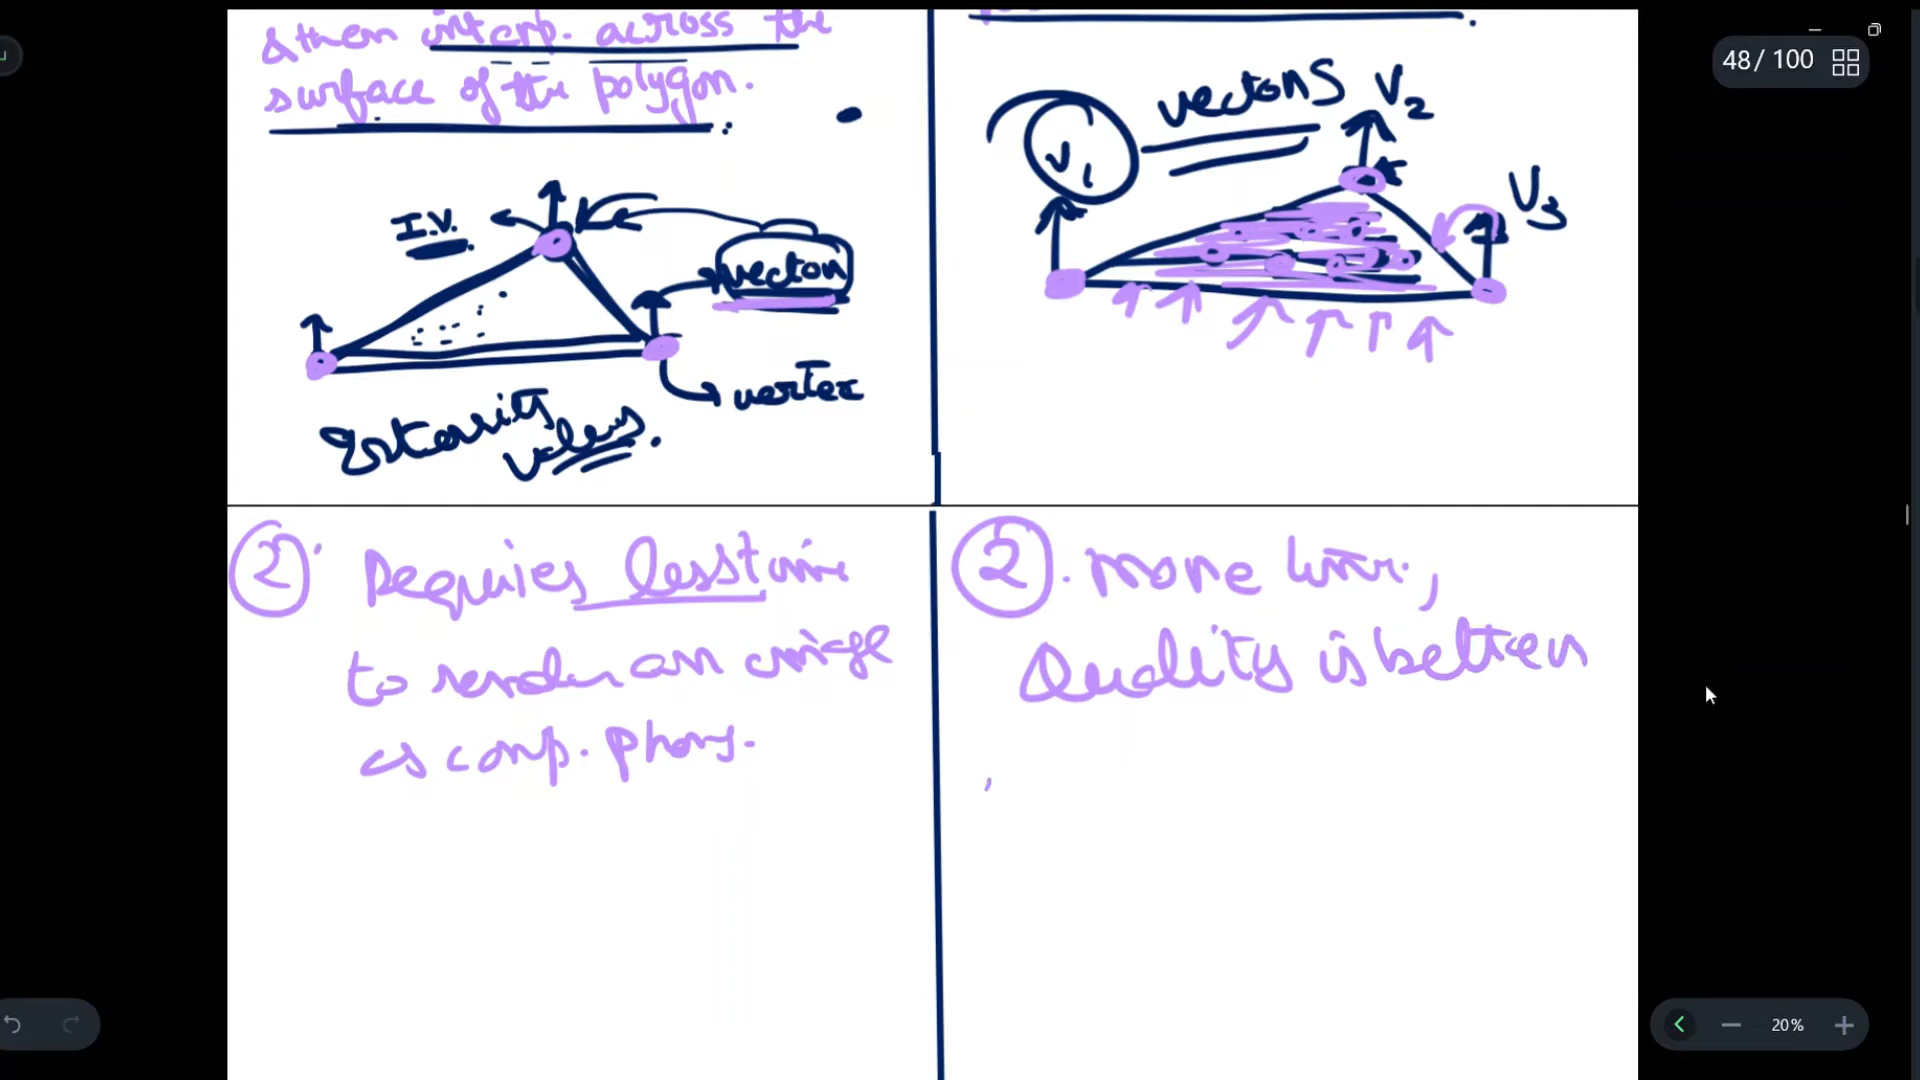 & then interp. across the
surface of the polygon.
I.V.
vector
vertex
Intensity
values.
vectors
V1
V2
V3
2 Requires less time
to render an image
as comp. phong.
2. more time,
Quality is better
48 / 100
20%